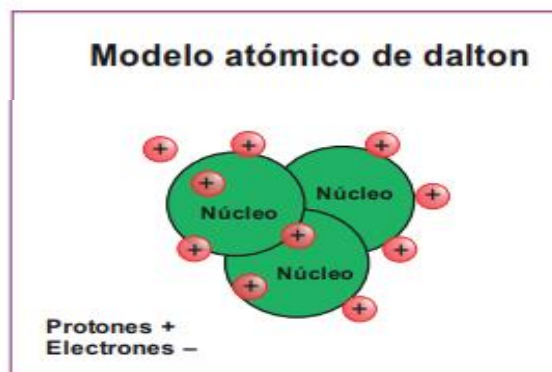 Modelo atómico de dalton
+
+
+
+
Núcleo
+
Núcleo
+
+
+
Núcleo
+
+
Protones +
Electrones –